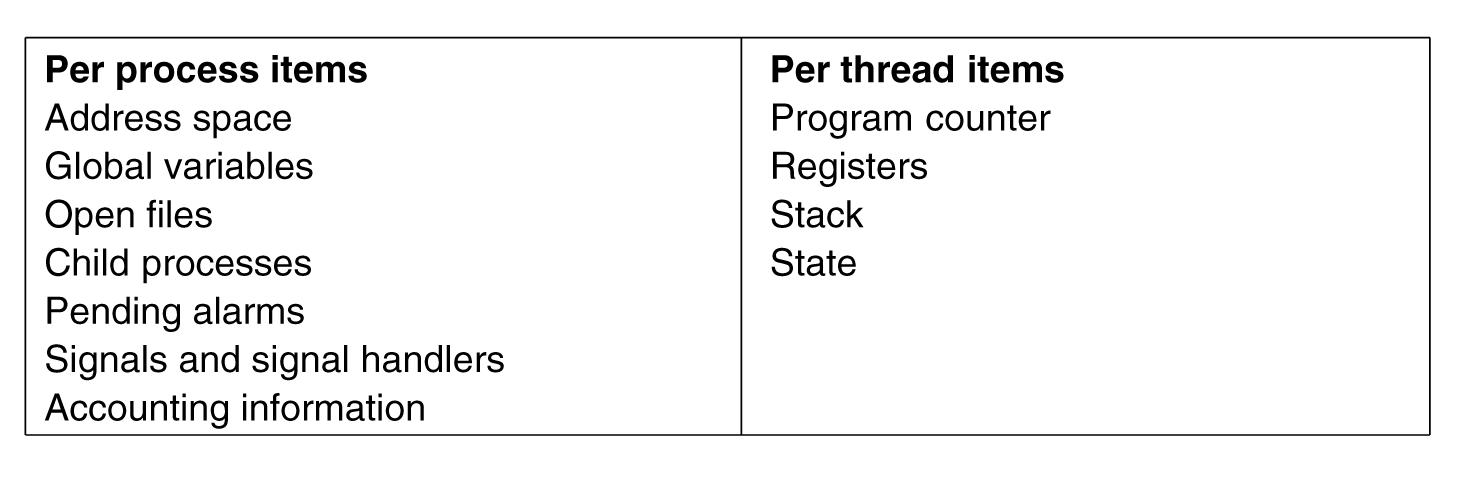 Per process items
Address space
Global variables
Open files
Child processes
Pending alarms
Signals and signal handlers
Accounting information
Per thread items
Program counter
Registers
Stack
State